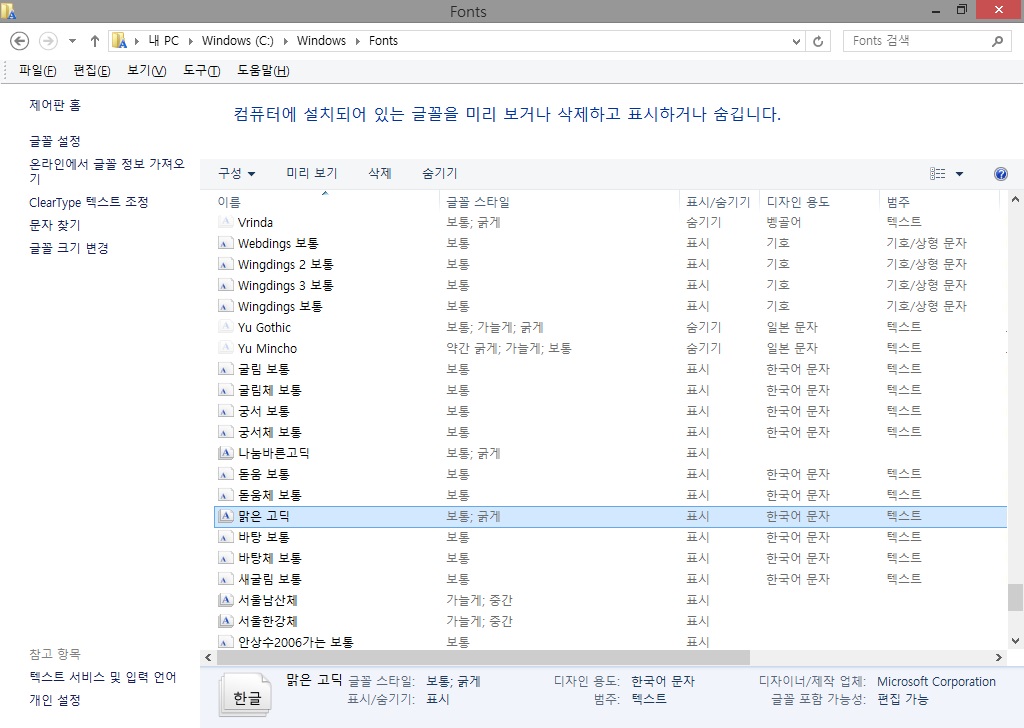 Fonts
내 PC Windows (C:) Windows Fonts
Fonts 검색
파일(F) 편집(E) 보기(V) 도구(T) 도움말(H)
제어판 홈
글꼴 설정
온라인에서 글꼴 정보 가져오
기
ClearType 텍스트 조정
문자 찾기
글꼴 크기 변경
컴퓨터에 설치되어 있는 글꼴을 미리 보거나 삭제하고 표시하거나 숨깁니다.
구성 미리 보기 삭제 숨기기
이름 글꼴 스타일 표시/숨기기 디자인 용도 범주
Vrinda 보통; 굵게 숨기기 벵골어 텍스트
Webdings 보통 보통 표시 기호 기호/상형 문자
Wingdings 2 보통 보통 표시 기호 기호/상형 문자
Wingdings 3 보통 보통 표시 기호 기호/상형 문자
Wingdings 보통 보통 표시 기호 기호/상형 문자
Yu Gothic 보통; 가늘게; 굵게 숨기기 일본 문자 텍스트
Yu Mincho 약간 굵게; 가늘게; 보통 숨기기 일본 문자 텍스트
굴림 보통 보통 표시 한국어 문자 텍스트
굴림체 보통 보통 표시 한국어 문자 텍스트
궁서 보통 보통 표시 한국어 문자 텍스트
궁서체 보통 보통 표시 한국어 문자 텍스트
나눔바른고딕 보통; 굵게 표시
돋움 보통 보통 표시 한국어 문자 텍스트
돋움체 보통 보통 표시 한국어 문자 텍스트
맑은 고딕 보통; 굵게 표시 한국어 문자 텍스트
바탕 보통 보통 표시 한국어 문자 텍스트
바탕체 보통 보통 표시 한국어 문자 텍스트
새굴림 보통 보통 표시 한국어 문자 텍스트
서울남산체 가늘게; 중간 표시
서울한강체 가늘게; 중간 표시
안상수2006가는 보통 보통 표시
참고 항목
텍스트 서비스 및 입력 언어
개인 설정
한글
맑은 고딕 글꼴 스타일: 보통; 굵게 디자인 용도: 한국어 문자 디자이너/제작 업체: Microsoft Corporation
표시/숨기기: 표시 범주: 텍스트 글꼴 포함 가능성: 편집 가능